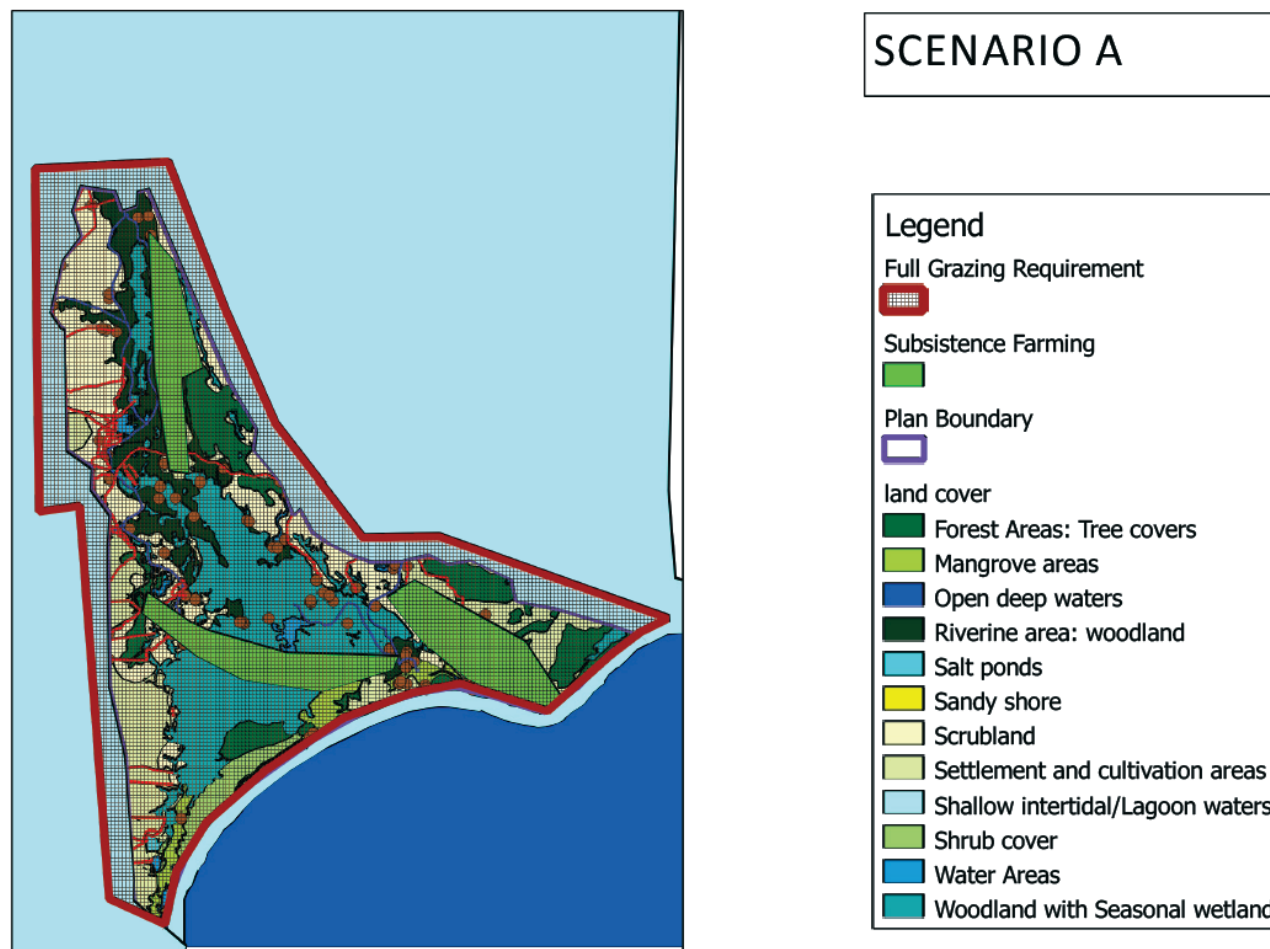 SCENARIO A
Legend
Full Grazing Requirement
Subsistence Farming
Plan Boundary
land cover
Forest Areas: Tree covers
Mangrove areas
Open deep waters
Riverine area: woodland
Salt ponds
Sandy shore
Scrubland
Settlement and cultivation areas
Shallow intertidal/Lagoon waters
Shrub cover
Water Areas
Woodland with Seasonal wetland